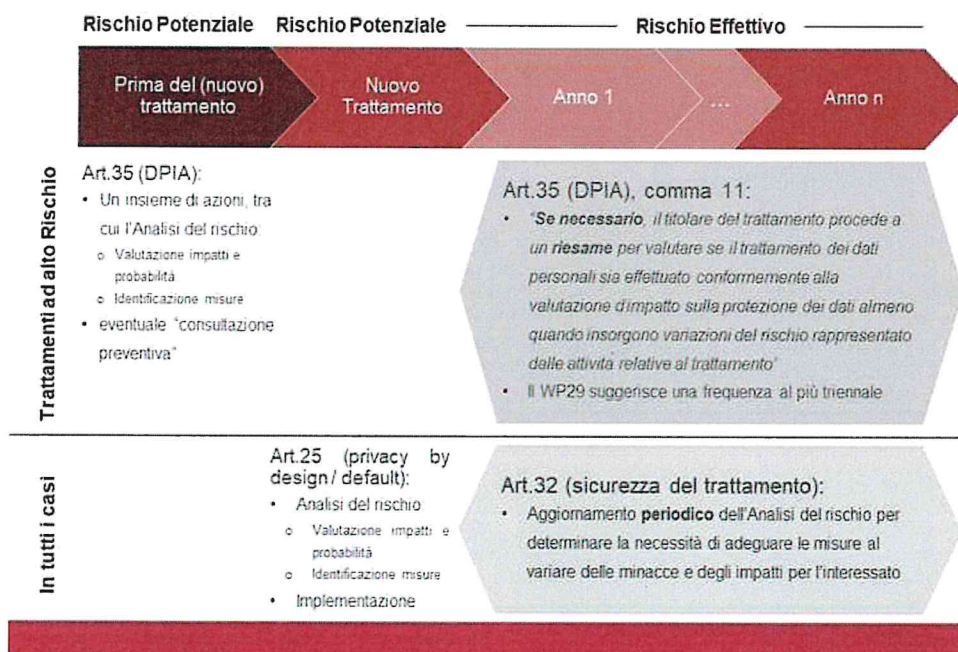 Rischio Potenziale
Rischio Potenziale
Rischio Effettivo
Prima del (nuovo)
trattamento
Nuovo
Trattamento
Anno 1
...
Anno n
Trattamenti ad alto Rischio
Art.35 (DPIA):
• Un insieme di azioni, tra
cui l'Analisi del rischio:
o Valutazione impatti e
probabilità
o Identificazione misure
• eventuale "consultazione
preventiva"
Art.35 (DPIA), comma 11:
• "Se necessario, il titolare del trattamento procede a
un riesame per valutare se il trattamento dei dati
personali sia effettuato conformemente alla
valutazione d'impatto sulla protezione dei dati almeno
quando insorgono variazioni del rischio rappresentato
dalle attività relative al trattamento"
• Il WP29 suggerisce una frequenza al più triennale
In tutti i casi
Art.25 (privacy by
design / default):
• Analisi del rischio
o Valutazione impatti e
probabilità
o Identificazione misure
• Implementazione
Art.32 (sicurezza del trattamento):
• Aggiornamento periodico dell'Analisi del rischio per
determinare la necessità di adeguare le misure al
variare delle minacce e degli impatti per l'interessato